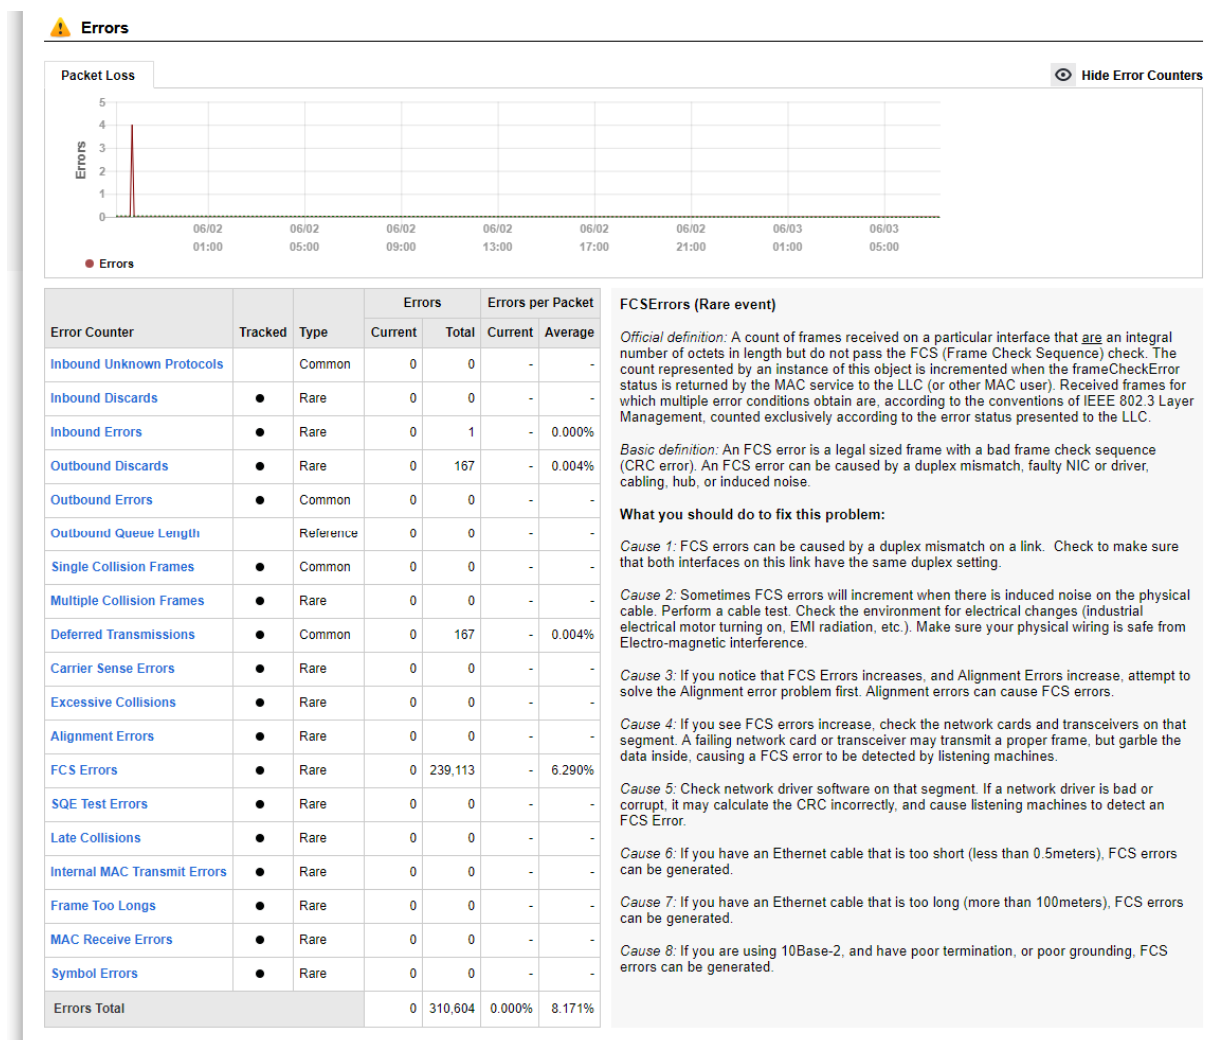 Errors
Packet Loss
Hide Error Counters
5
4
3
2
1
0
Errors
06/02 06/02 06/02 06/02 06/02 06/02 06/03 06/03
01:00 05:00 09:00 13:00 17:00 21:00 01:00 05:00
Errors
Errors Errors per Packet
Error Counter Tracked Type Current Total Current Average
Inbound Unknown Protocols Common 0 0 - -
Inbound Discards ● Rare 0 0 - -
Inbound Errors ● Rare 0 1 - 0.000%
Outbound Discards ● Rare 0 167 - 0.004%
Outbound Errors ● Common 0 0 - -
Outbound Queue Length Reference 0 0 - -
Single Collision Frames ● Common 0 0 - -
Multiple Collision Frames ● Rare 0 0 - -
Deferred Transmissions ● Common 0 167 - 0.004%
Carrier Sense Errors ● Rare 0 0 - -
Excessive Collisions ● Rare 0 0 - -
Alignment Errors ● Rare 0 0 - -
FCS Errors ● Rare 0 239,113 - 6.290%
SQE Test Errors ● Rare 0 0 - -
Late Collisions ● Rare 0 0 - -
Internal MAC Transmit Errors ● Rare 0 0 - -
Frame Too Longs ● Rare 0 0 - -
MAC Receive Errors ● Rare 0 0 - -
Symbol Errors ● Rare 0 0 - -
Errors Total 0 310,604 0.000% 8.171%
FCSErrors (Rare event)
Official definition: A count of frames received on a particular interface that are an integral
number of octets in length but do not pass the FCS (Frame Check Sequence) check. The
count represented by an instance of this object is incremented when the frameCheckError
status is returned by the MAC service to the LLC (or other MAC user). Received frames for
which multiple error conditions obtain are, according to the conventions of IEEE 802.3 Layer
Management, counted exclusively according to the error status presented to the LLC.
Basic definition: An FCS error is a legal sized frame with a bad frame check sequence
(CRC error). An FCS error can be caused by a duplex mismatch, faulty NIC or driver,
cabling, hub, or induced noise.
What you should do to fix this problem:
Cause 1: FCS errors can be caused by a duplex mismatch on a link. Check to make sure
that both interfaces on this link have the same duplex setting.
Cause 2: Sometimes FCS errors will increment when there is induced noise on the physical
cable. Perform a cable test. Check the environment for electrical changes (industrial
electrical motor turning on, EMI radiation, etc.). Make sure your physical wiring is safe from
Electro-magnetic interference.
Cause 3: If you notice that FCS Errors increases, and Alignment Errors increase, attempt to
solve the Alignment error problem first. Alignment errors can cause FCS errors.
Cause 4: If you see FCS errors increase, check the network cards and transceivers on that
segment. A failing network card or transceiver may transmit a proper frame, but garble the
data inside, causing a FCS error to be detected by listening machines.
Cause 5: Check network driver software on that segment. If a network driver is bad or
corrupt, it may calculate the CRC incorrectly, and cause listening machines to detect an
FCS Error.
Cause 6: If you have an Ethernet cable that is too short (less than 0.5meters), FCS errors
can be generated.
Cause 7: If you have an Ethernet cable that is too long (more than 100meters), FCS errors
can be generated.
Cause 8: If you are using 10Base-2, and have poor termination, or poor grounding, FCS
errors can be generated.